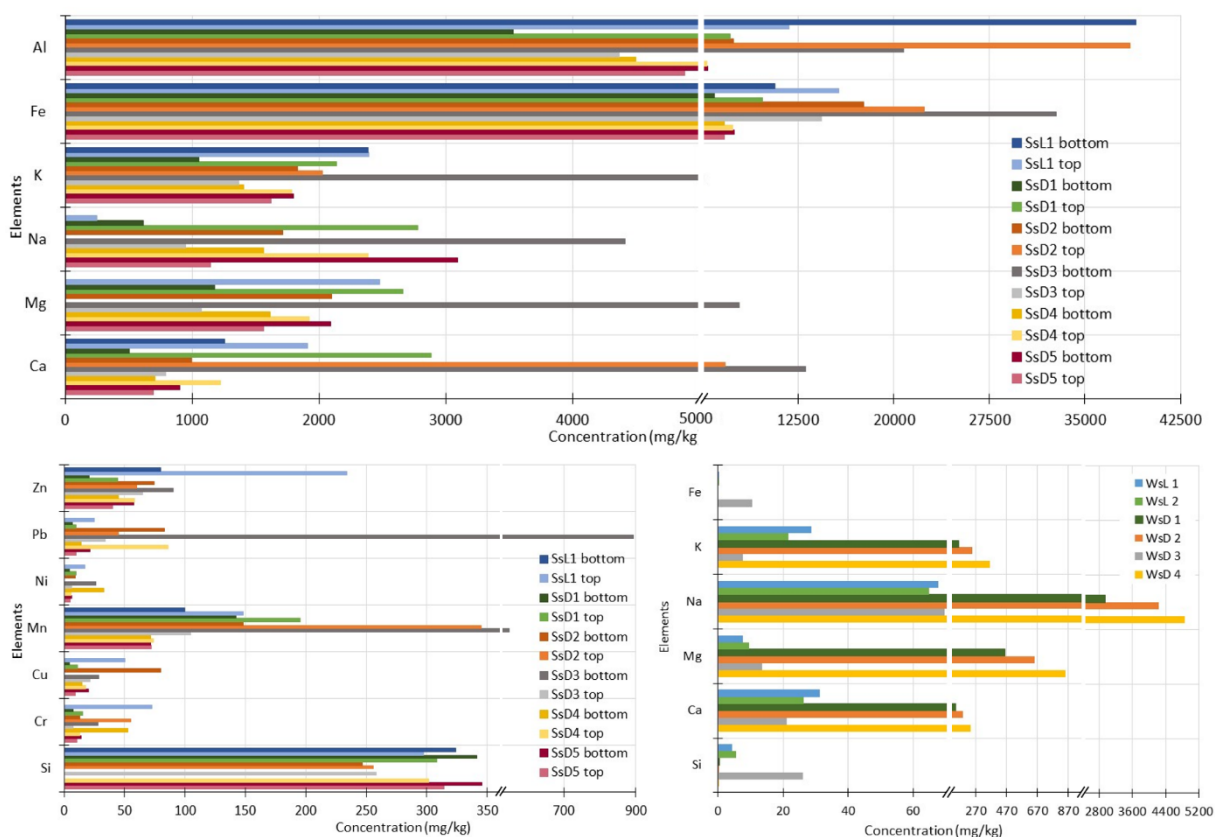 Al
Fe
K
Na
Mg
Ca
Elements
SsL1 bottom
SsL1 top
SsD1 bottom
SsD1 top
SsD2 bottom
SsD2 top
SsD3 bottom
SsD3 top
SsD4 bottom
SsD4 top
SsD5 bottom
SsD5 top
0 1000 2000 3000 4000 5000 12500 20000 27500 35000 42500
Concentration (mg/kg)
Zn
Pb
Ni
Mn
Cu
Cr
Si
SsL1 bottom
SsL1 top
SsD1 bottom
SsD1 top
SsD2 bottom
SsD2 top
SsD3 bottom
SsD3 top
SsD4 bottom
SsD4 top
SsD5 bottom
SsD5 top
0 50 100 150 200 250 300 350 700 900
Concentration (mg/kg)
Fe
K
Na
Mg
Ca
Si
Elements
WsL 1
WsL 2
WsD 1
WsD 2
WsD 3
WsD 4
0 20 40 60 270 470 670 870 2800 3600 4400 5200
Concentration (mg/kg)